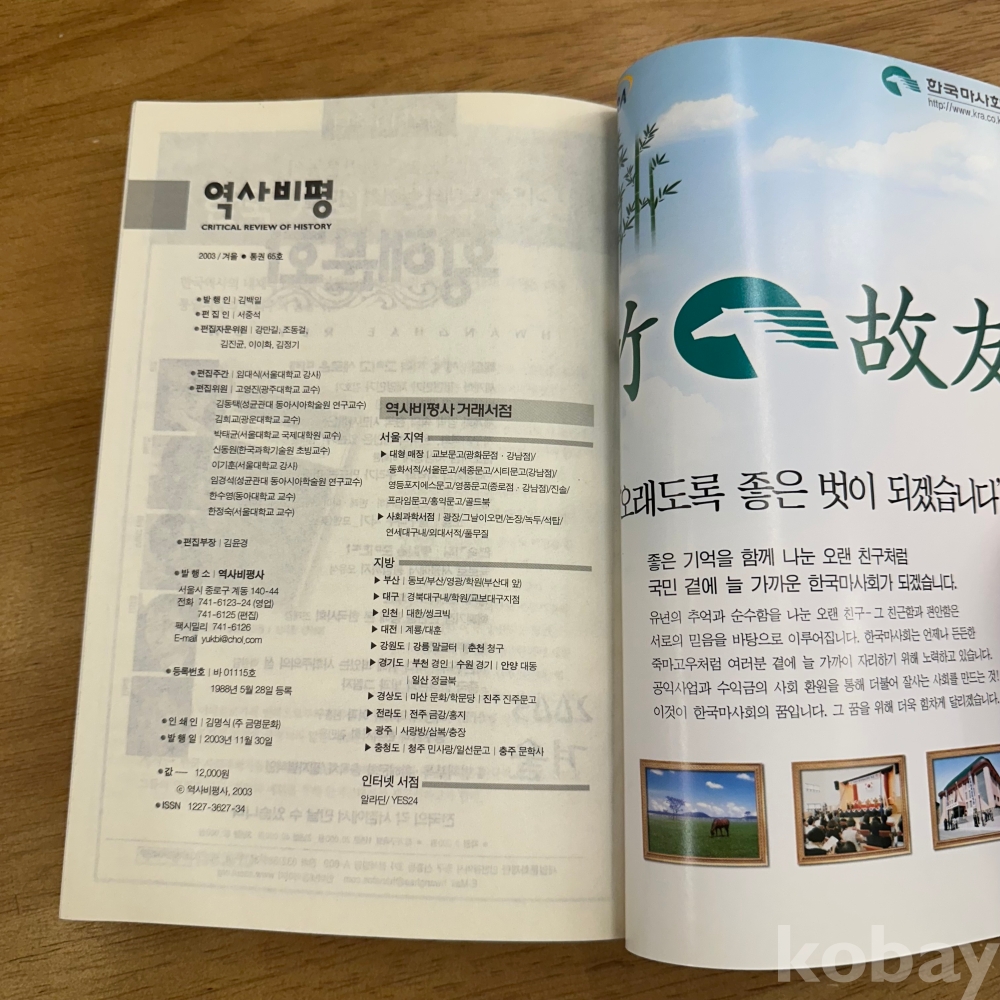 역사비평
CRITICAL REVIEW OF HISTORY
2003 / 겨울 ● 통권 65호
●발 행 인 | 김백일
●편 집 인 | 서중석
●편집자문위원 | 강만길, 조동걸,
김진균, 이이화, 김정기
●편집주간 | 임대식(서울대학교 강사)
●편집위원 | 고영진(광주대학교 교수)
김동택(성균관대 동아시아학술원 연구교수)
김희교(광운대학교 교수)
박태균(서울대학교 국제대학원 교수)
신동원(한국과학기술원 초빙교수)
이기훈(서울대학교 강사)
임경석(성균관대 동아시아학술원 연구교수)
한수영(동아대학교 교수)
한정숙(서울대학교 교수)
●편집부장 | 김윤경
●발 행 소 | 역사비평사
서울시 종로구 계동 140-44
전화 741-6123~24 (영업)
741-6125 (편집)
팩시밀리 741-6126
E-mail yukbi@chol.com
●등록번호 | 바 01115호
1988년 5월 28일 등록
●인 쇄 인 | 김명식 (주 금명문화)
●발 행 일 | 2003년 11월 30일
●값 — 12,000원
ⓒ 역사비평사, 2003
●ISSN 1227-3627-34
역사비평사 거래서점
서울 지역
▶ 대형 매장 | 교보문고(광화문점 · 강남점)/
동화서적/서울문고/세종문고/시티문고(강남점)/
영등포지에스문고/영풍문고(종로점 · 강남점)/진솔/
프라임문고/홍익문고/골드북
▶ 사회과학서점 | 광장/그날이오면/논장/녹두/석탑/
연세대구내/외대서적/풀무질
지방
▶ 부산 | 동보/부산/영광/학원(부산대 앞)
▶ 대구 | 경북대구내/학원/교보대구지점
▶ 인천 | 대한/씽크빅
▶ 대전 | 계룡/대훈
▶ 강원도 | 강릉 말글터 | 춘천 청구
▶ 경기도 | 부천 경인 | 수원 경기 | 안양 대동
| 일산 정글북
▶ 경상도 | 마산 문화/학문당 | 진주 진주문고
▶ 전라도 | 전주 금강/홍지
▶ 광주 | 사랑방/삼복/충장
▶ 충청도 | 청주 민사랑/일선문고 | 충주 문학사
인터넷 서점
알라딘/ YES24
한국마사회
http://www.kra.co.k
竹 故友
오래도록 좋은 벗이 되겠습니다
좋은 기억을 함께 나눈 오랜 친구처럼
국민 곁에 늘 가까운 한국마사회가 되겠습니다.
유년의 추억과 순수함을 나눈 오랜 친구- 그 친근함과 편안함은
서로의 믿음을 바탕으로 이루어집니다. 한국마사회는 언제나 든든한
죽마고우처럼 여러분 곁에 늘 가까이 자리하기 위해 노력하고 있습니다.
공익사업과 수익금의 사회 환원을 통해 더불어 잘사는 사회를 만드는 것!
이것이 한국마사회의 꿈입니다. 그 꿈을 위해 더욱 힘차게 달리겠습니다.
kobay